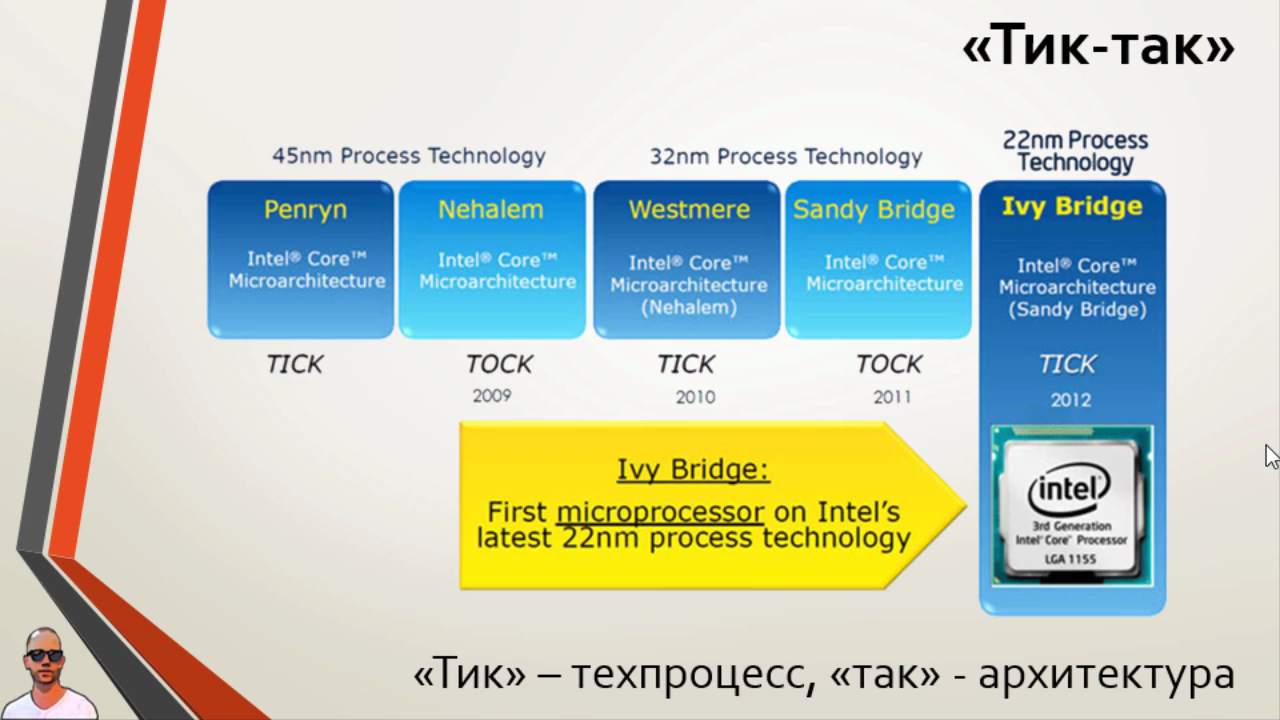 «Тик-так»
45nm Process Technology
32nm Process Technology
22nm Process
Technology
Penryn
Intel® Core™
Microarchitecture
TICK
Nehalem
Intel® Core™
Microarchitecture
TOCK
2009
Westmere
Intel® Core™
Microarchitecture
(Nehalem)
TICK
2010
Sandy Bridge
Intel® Core™
Microarchitecture
TOCK
2011
Ivy Bridge
Intel® Core™
Microarchitecture
(Sandy Bridge)
TICK
2012
Ivy Bridge:
First microprocessor on Intel’s
latest 22nm process technology
intel
3rd Generation
Intel® Core™ Processor
LGA 1155
«Тик» – техпроцесс, «так» - архитектура